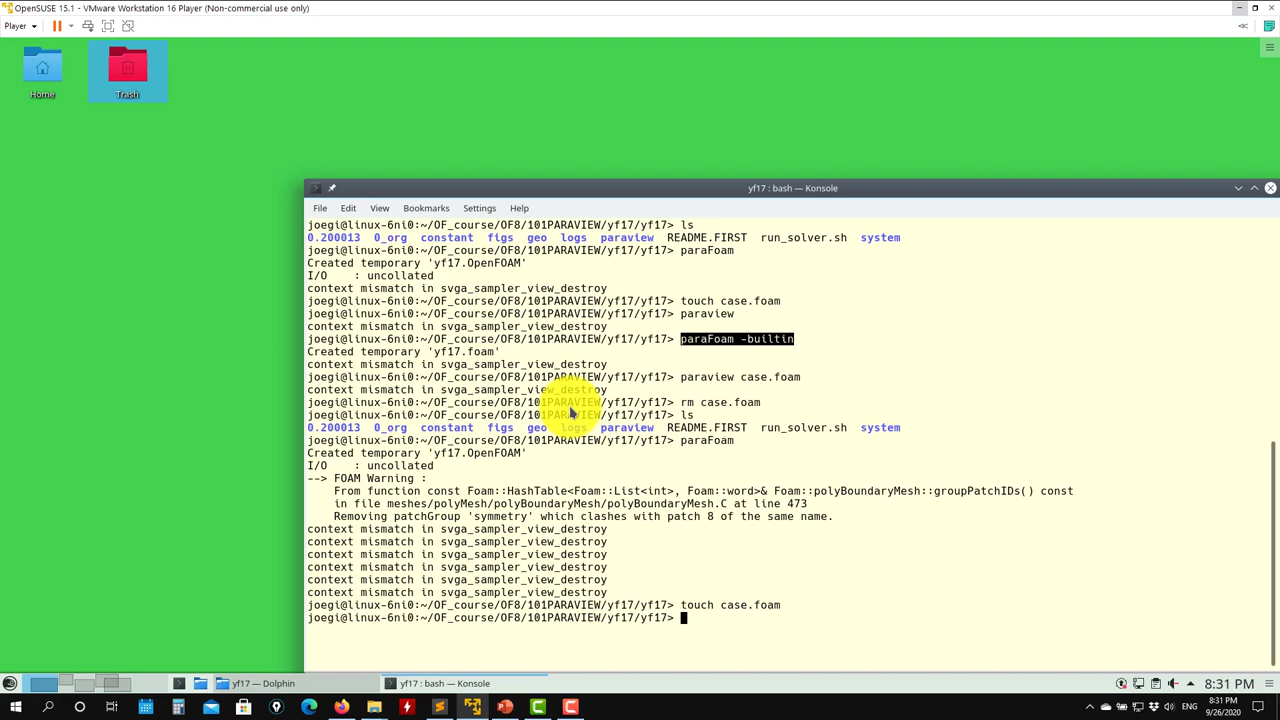 OpenSUSE 15.1 - VMware Workstation 16 Player (Non-commercial use only)
Player
Home
Trash
yf17 : bash — Konsole
File Edit View Bookmarks Settings Help
joegi@linux-6ni0:~/OF_course/OF8/101PARAVIEW/yf17/yf17> ls
0.200013 0_org constant figs geo logs paraview README.FIRST run_solver.sh system
joegi@linux-6ni0:~/OF_course/OF8/101PARAVIEW/yf17/yf17> paraFoam
Created temporary 'yf17.OpenFOAM'
I/O : uncollated
context mismatch in svga_sampler_view_destroy
joegi@linux-6ni0:~/OF_course/OF8/101PARAVIEW/yf17/yf17> touch case.foam
joegi@linux-6ni0:~/OF_course/OF8/101PARAVIEW/yf17/yf17> paraview
context mismatch in svga_sampler_view_destroy
joegi@linux-6ni0:~/OF_course/OF8/101PARAVIEW/yf17/yf17> paraFoam -builtin
Created temporary 'yf17.foam'
context mismatch in svga_sampler_view_destroy
joegi@linux-6ni0:~/OF_course/OF8/101PARAVIEW/yf17/yf17> paraview case.foam
context mismatch in svga_sampler_view_destroy
joegi@linux-6ni0:~/OF_course/OF8/101PARAVIEW/yf17/yf17> rm case.foam
joegi@linux-6ni0:~/OF_course/OF8/101PARAVIEW/yf17/yf17> ls
0.200013 0_org constant figs geo logs paraview README.FIRST run_solver.sh system
joegi@linux-6ni0:~/OF_course/OF8/101PARAVIEW/yf17/yf17> paraFoam
Created temporary 'yf17.OpenFOAM'
I/O : uncollated
--> FOAM Warning :
From function const Foam::HashTable<Foam::List<int>, Foam::word>& Foam::polyBoundaryMesh::groupPatchIDs() const
in file meshes/polyMesh/polyBoundaryMesh/polyBoundaryMesh.C at line 473
Removing patchGroup 'symmetry' which clashes with patch 8 of the same name.
context mismatch in svga_sampler_view_destroy
context mismatch in svga_sampler_view_destroy
context mismatch in svga_sampler_view_destroy
context mismatch in svga_sampler_view_destroy
context mismatch in svga_sampler_view_destroy
context mismatch in svga_sampler_view_destroy
joegi@linux-6ni0:~/OF_course/OF8/101PARAVIEW/yf17/yf17> touch case.foam
joegi@linux-6ni0:~/OF_course/OF8/101PARAVIEW/yf17/yf17>
yf17 — Dolphin
yf17 : bash — Konsole
8:31 PM
8:31 PM
9/26/2020